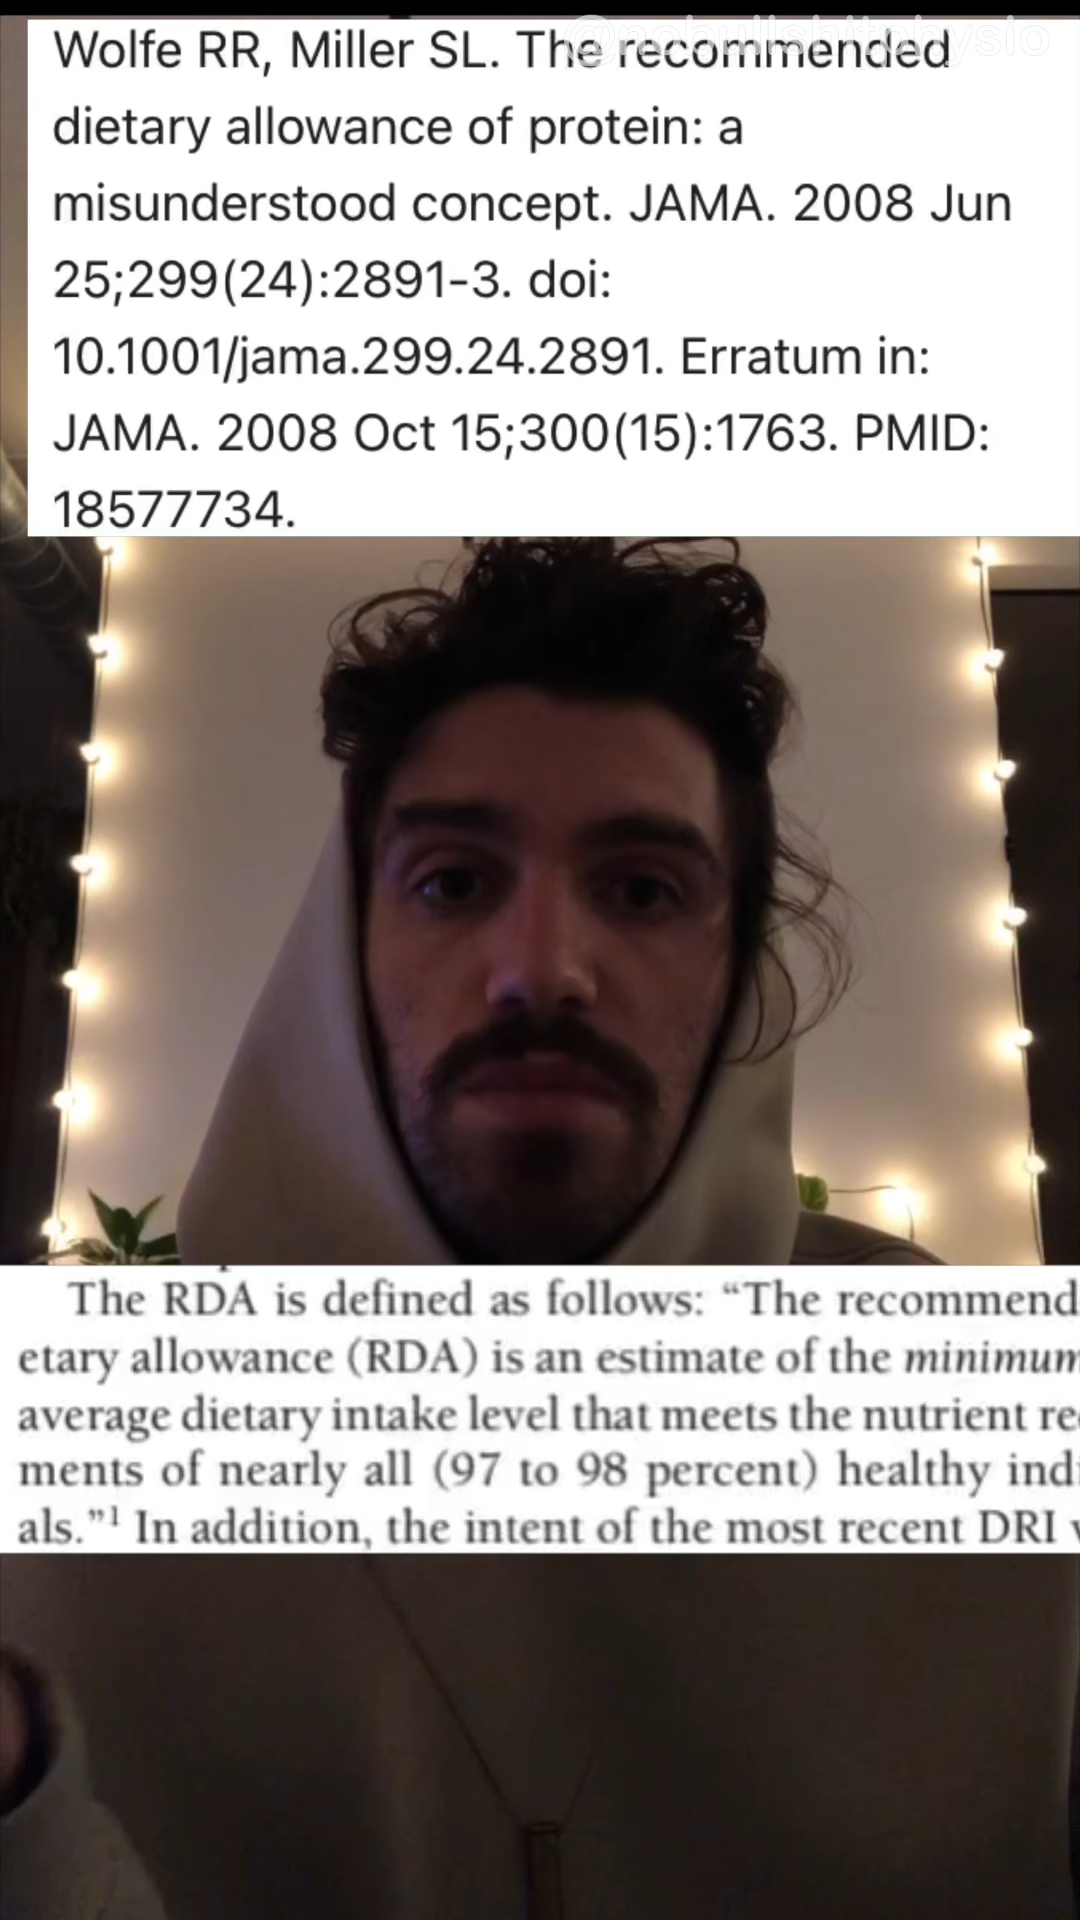 @nobullshitphysio
Wolfe RR, Miller SL. The recommended
dietary allowance of protein: a
misunderstood concept. JAMA. 2008 Jun
25;299(24):2891-3. doi:
10.1001/jama.299.24.2891. Erratum in:
JAMA. 2008 Oct 15;300(15):1763. PMID:
18577734.
The RDA is defined as follows: “The recommend
etary allowance (RDA) is an estimate of the minimum
average dietary intake level that meets the nutrient re
ments of nearly all (97 to 98 percent) healthy indi
als.”¹ In addition, the intent of the most recent DRI